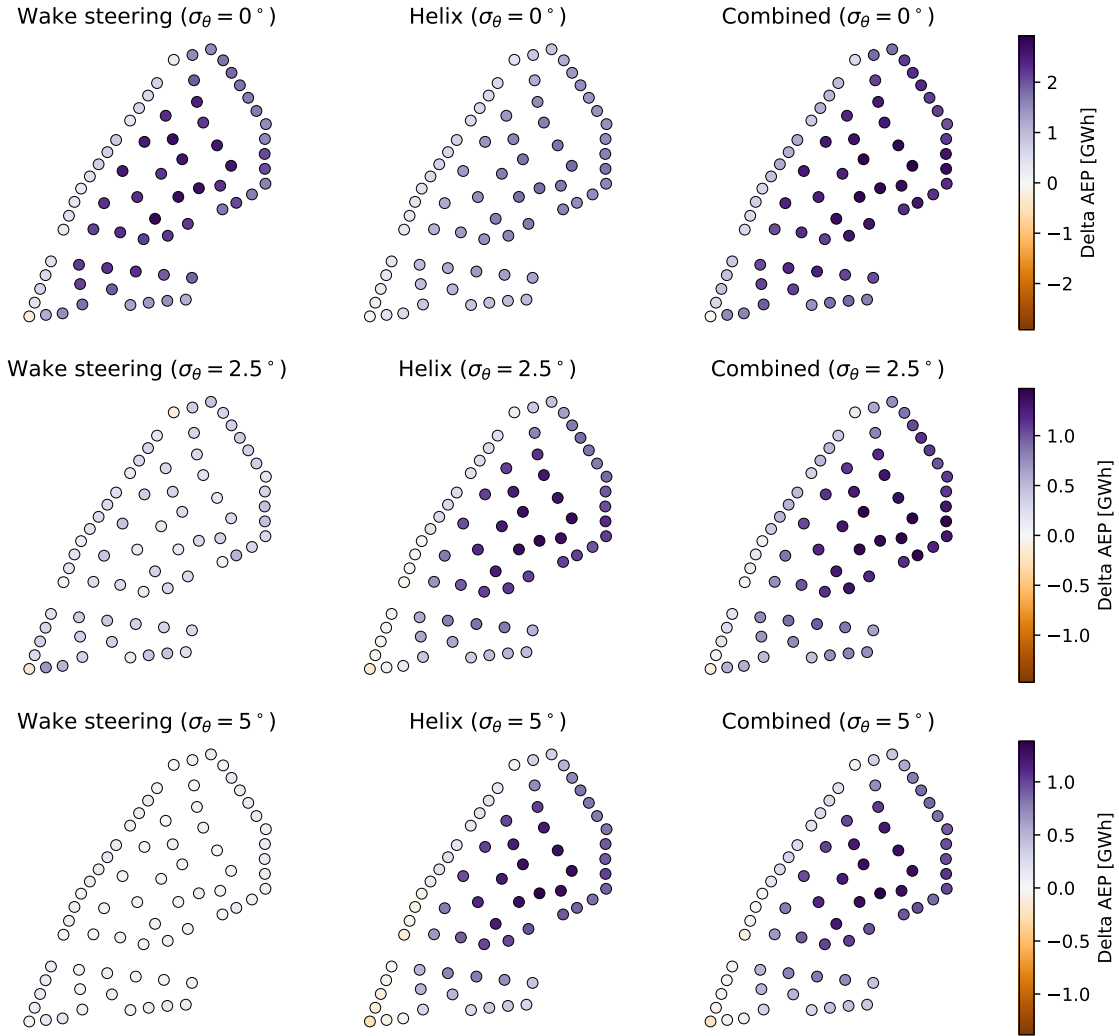 Wake steering (σθ = 0°)
Helix (σθ = 0°)
Combined (σθ = 0°)
2
1
0
−1
−2
Delta AEP [GWh]
Wake steering (σθ = 2.5°)
Helix (σθ = 2.5°)
Combined (σθ = 2.5°)
1.0
0.5
0.0
−0.5
−1.0
Delta AEP [GWh]
Wake steering (σθ = 5°)
Helix (σθ = 5°)
Combined (σθ = 5°)
1.0
0.5
0.0
−0.5
−1.0
Delta AEP [GWh]